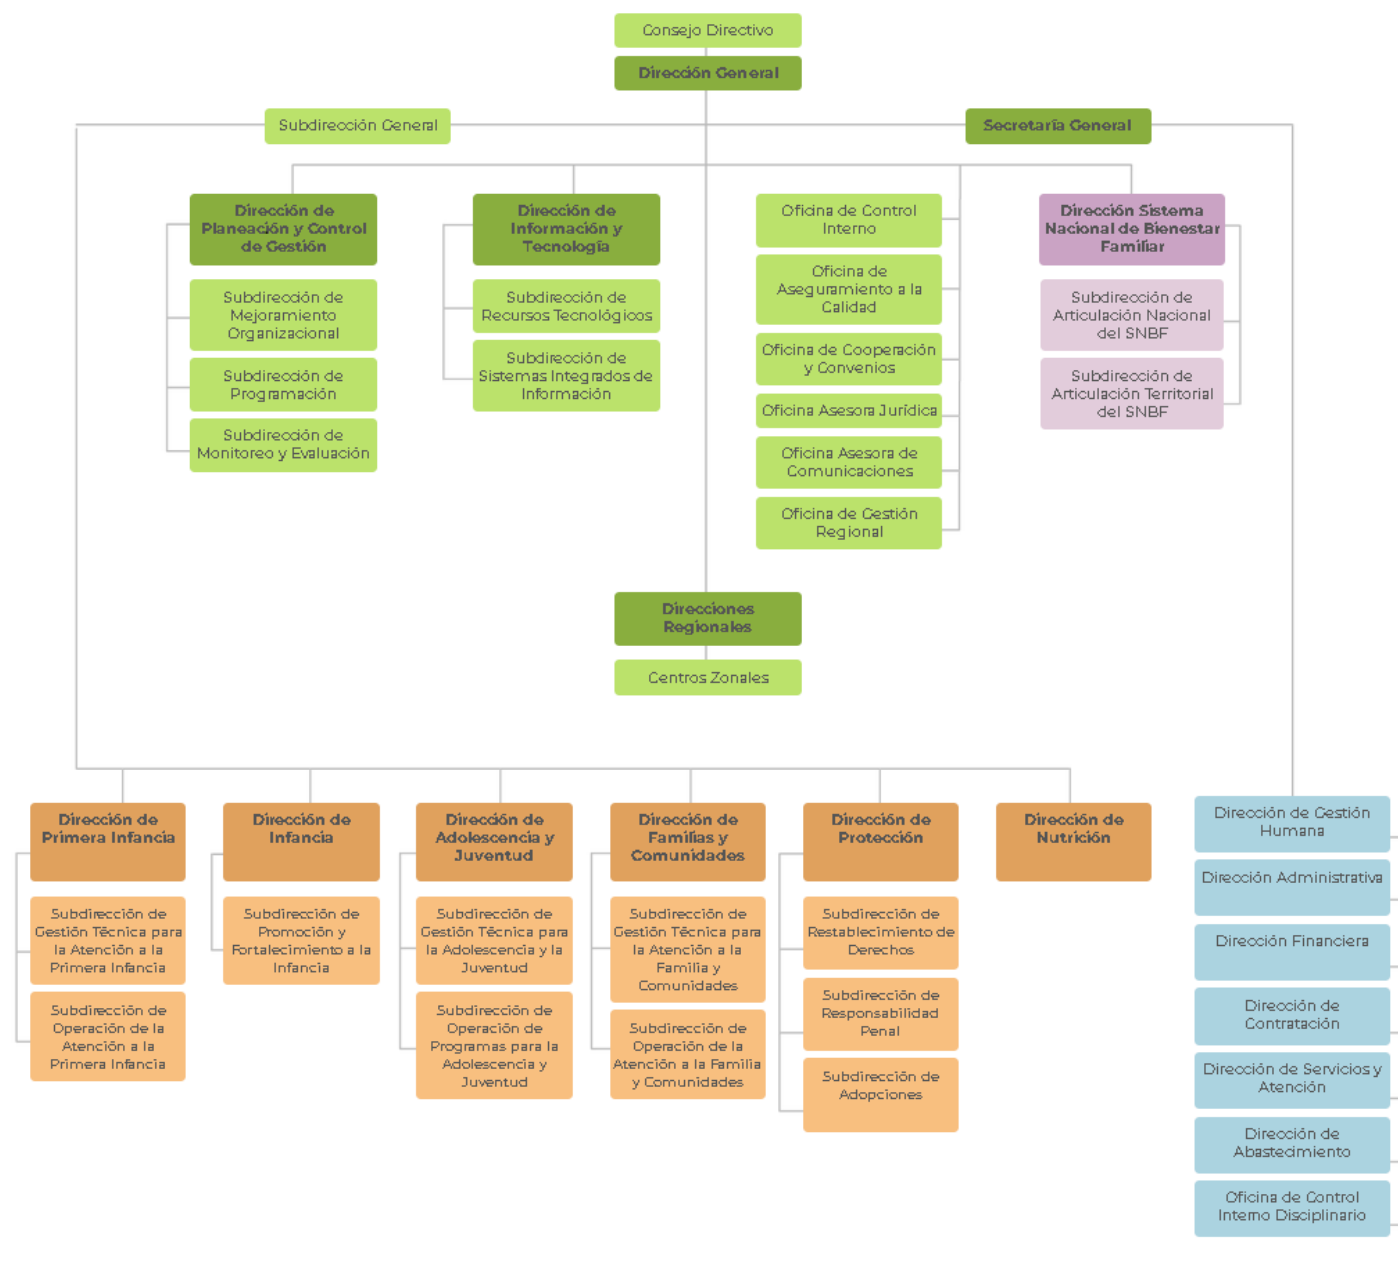 Consejo Directivo
Dirección General
Subdirección General
Secretaría General
Dirección de
Planeación y Control
de Gestión
Subdirección de
Mejoramiento
Organizacional
Subdirección de
Programación
Subdirección de
Monitoreo y Evaluación
Dirección de
Información y
Tecnología
Subdirección de
Recursos Tecnológicos
Subdirección de
Sistemas Integrados de
Información
Oficina de Control
Interno
Oficina de
Aseguramiento a la
Calidad
Oficina de Cooperación
y Convenios
Oficina Asesora Jurídica
Oficina Asesora de
Comunicaciones
Oficina de Gestión
Regional
Dirección Sistema
Nacional de Bienestar
Familiar
Subdirección de
Articulación Nacional
del SNBF
Subdirección de
Articulación Territorial
del SNBF
Direcciones
Regionales
Centros Zonales
Dirección de
Primera Infancia
Subdirección de
Gestión Técnica para
la Atención a la
Primera Infancia
Subdirección de
Operación de la
Atención a la
Primera Infancia
Dirección de
Infancia
Subdirección de
Promoción y
Fortalecimiento a la
Infancia
Dirección de
Adolescencia y
Juventud
Subdirección de
Gestión Técnica para
la Adolescencia y la
Juventud
Subdirección de
Operación de
Programas para la
Adolescencia y
Juventud
Dirección de
Familias y
Comunidades
Subdirección de
Gestión Técnica para
la Atención a la
Familia y
Comunidades
Subdirección de
Operación de la
Atención a la Familia
y Comunidades
Dirección de
Protección
Subdirección de
Restablecimiento de
Derechos
Subdirección de
Responsabilidad
Penal
Subdirección de
Adopciones
Dirección de
Nutrición
Dirección de Gestión
Humana
Dirección Administrativa
Dirección Financiera
Dirección de
Contratación
Dirección de Servicios y
Atención
Dirección de
Abastecimiento
Oficina de Control
Interno Disciplinario